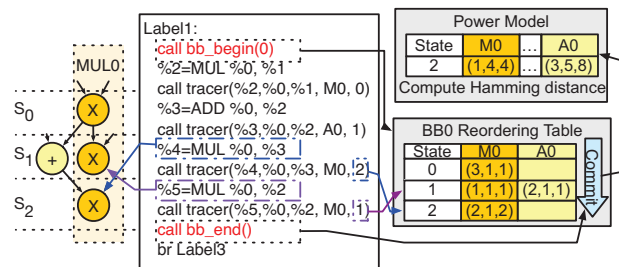 MUL0
S0
X
+
S1
X
S2
X
Label1:
call bb_begin(0)
%2=MUL %0, %1
call tracer(%2,%0,%1, M0, 0)
%3=ADD %0, %2
call tracer(%3,%0,%2, A0, 1)
%4=MUL %0, %3
call tracer(%4,%0,%3, M0,2)
%5=MUL %0, %2
call tracer(%5,%0,%2, M0,1)
call bb_end()
br Label3
Power Model
State M0 ... A0
2 (1,4,4) ... (3,5,8)
Compute Hamming distance
BB0 Reordering Table
State M0 A0
0 (3,1,1)
1 (1,1,1) (2,1,1)
2 (2,1,2)
Commit